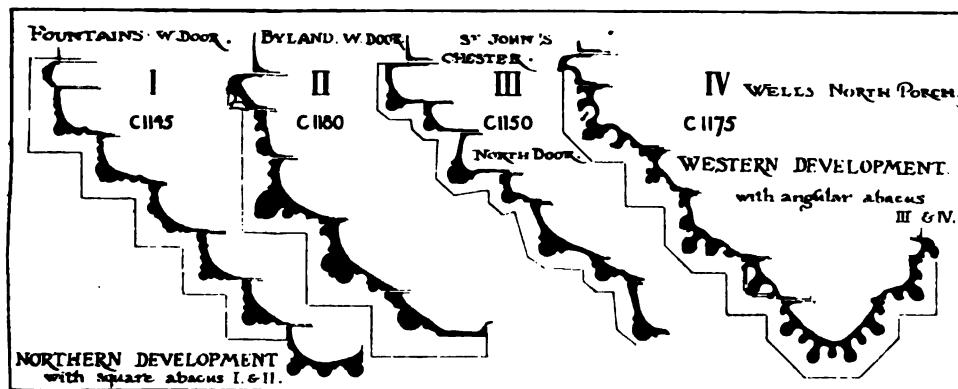 FOUNTAINS · W. DOOR.
I
C1145
BYLAND. W. DOOR
II
C1180
ST JOHN'S
CHESTER.
III
C1150
NORTH DOOR.
IV WELLS NORTH PORCH.
C1175
WESTERN DEVELOPMENT.
with angular abacus
III & IV.
NORTHERN DEVELOPMENT
with square abacus I. & II.